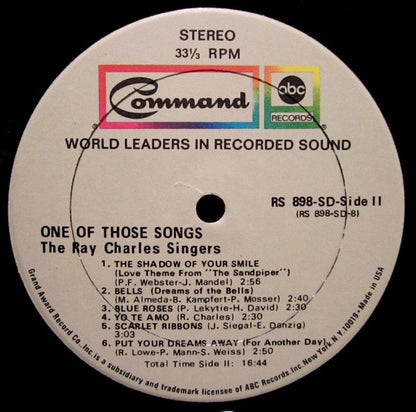 STEREO
33⅓ RPM
Command
abc
RECORDS
WORLD LEADERS IN RECORDED SOUND
RS 898-SD-Side II
(RS 898-SD-B)
ONE OF THOSE SONGS
The Ray Charles Singers
1. THE SHADOW OF YOUR SMILE
(Love Theme From "The Sandpiper")
(P.F. Webster-J. Mandel) 2:56
2. BELLS (Dreams of the Bells)
(M. Almeda-B. Kampfert-P. Mosser) 2:40
3. BLUE ROSES (P. Lekytie-H. David) 2:40
4. YO TE AMO (R. Charles) 2:30
5. SCARLET RIBBONS (J. Siegal-E. Danzig)
3:03
6. PUT YOUR DREAMS AWAY (For Another Day)
(R. Lowe-P. Mann-S. Weiss) 2:40
Total Time Side II: 16:44
Grand Award Record Co., Inc. is a subsidiary and trademark licensee of ABC Records, Inc. New York, N.Y. 10019 • Made in USA